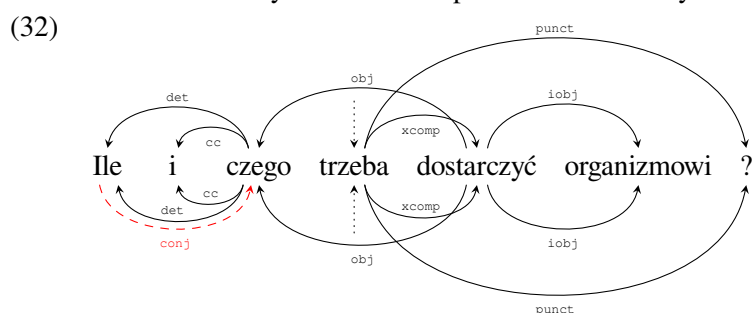 (32)
punct
obj
det
iobj
cc
xcomp
Ile i czego trzeba dostarczyć organizmowi ?
cc
det
xcomp
conj
iobj
obj
punct